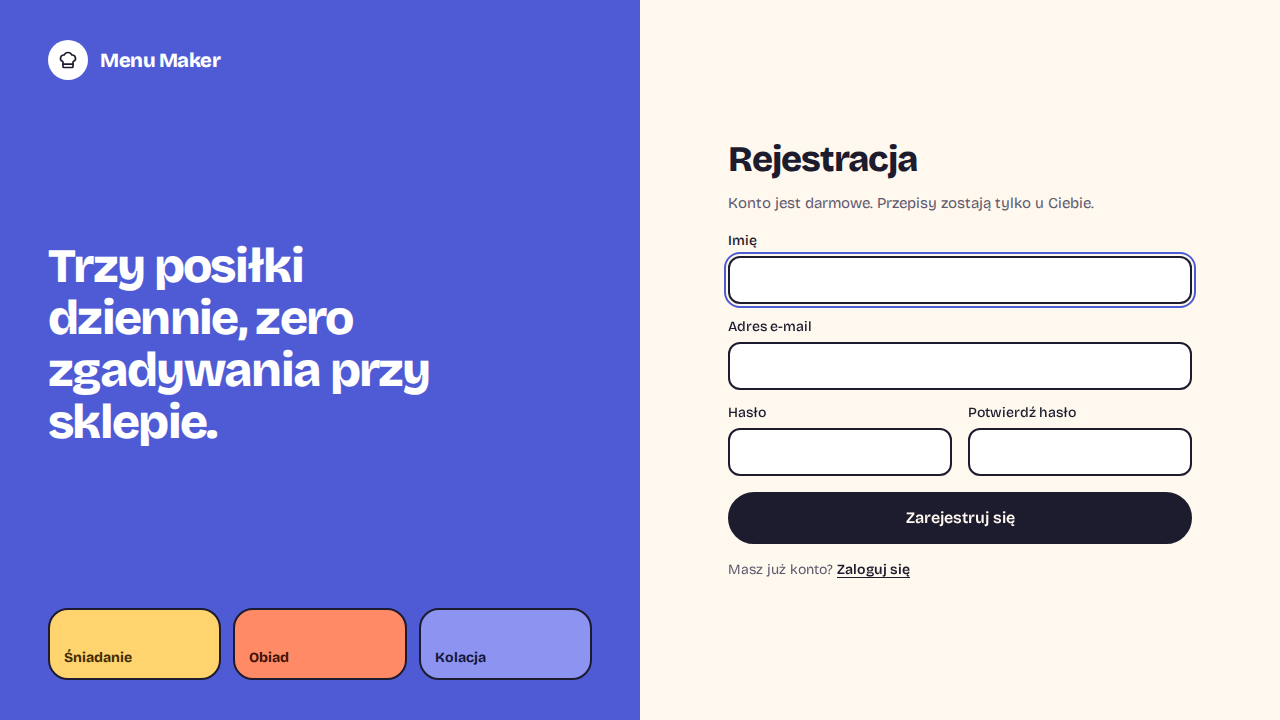 Menu Maker
Trzy posiłki
dziennie, zero
zgadywania przy
sklepie.
Śniadanie
Obiad
Kolacja
Rejestracja
Konto jest darmowe. Przepisy zostają tylko u Ciebie.
Imię
Adres e-mail
Hasło
Potwierdź hasło
Zarejestruj się
Masz już konto? Zaloguj się